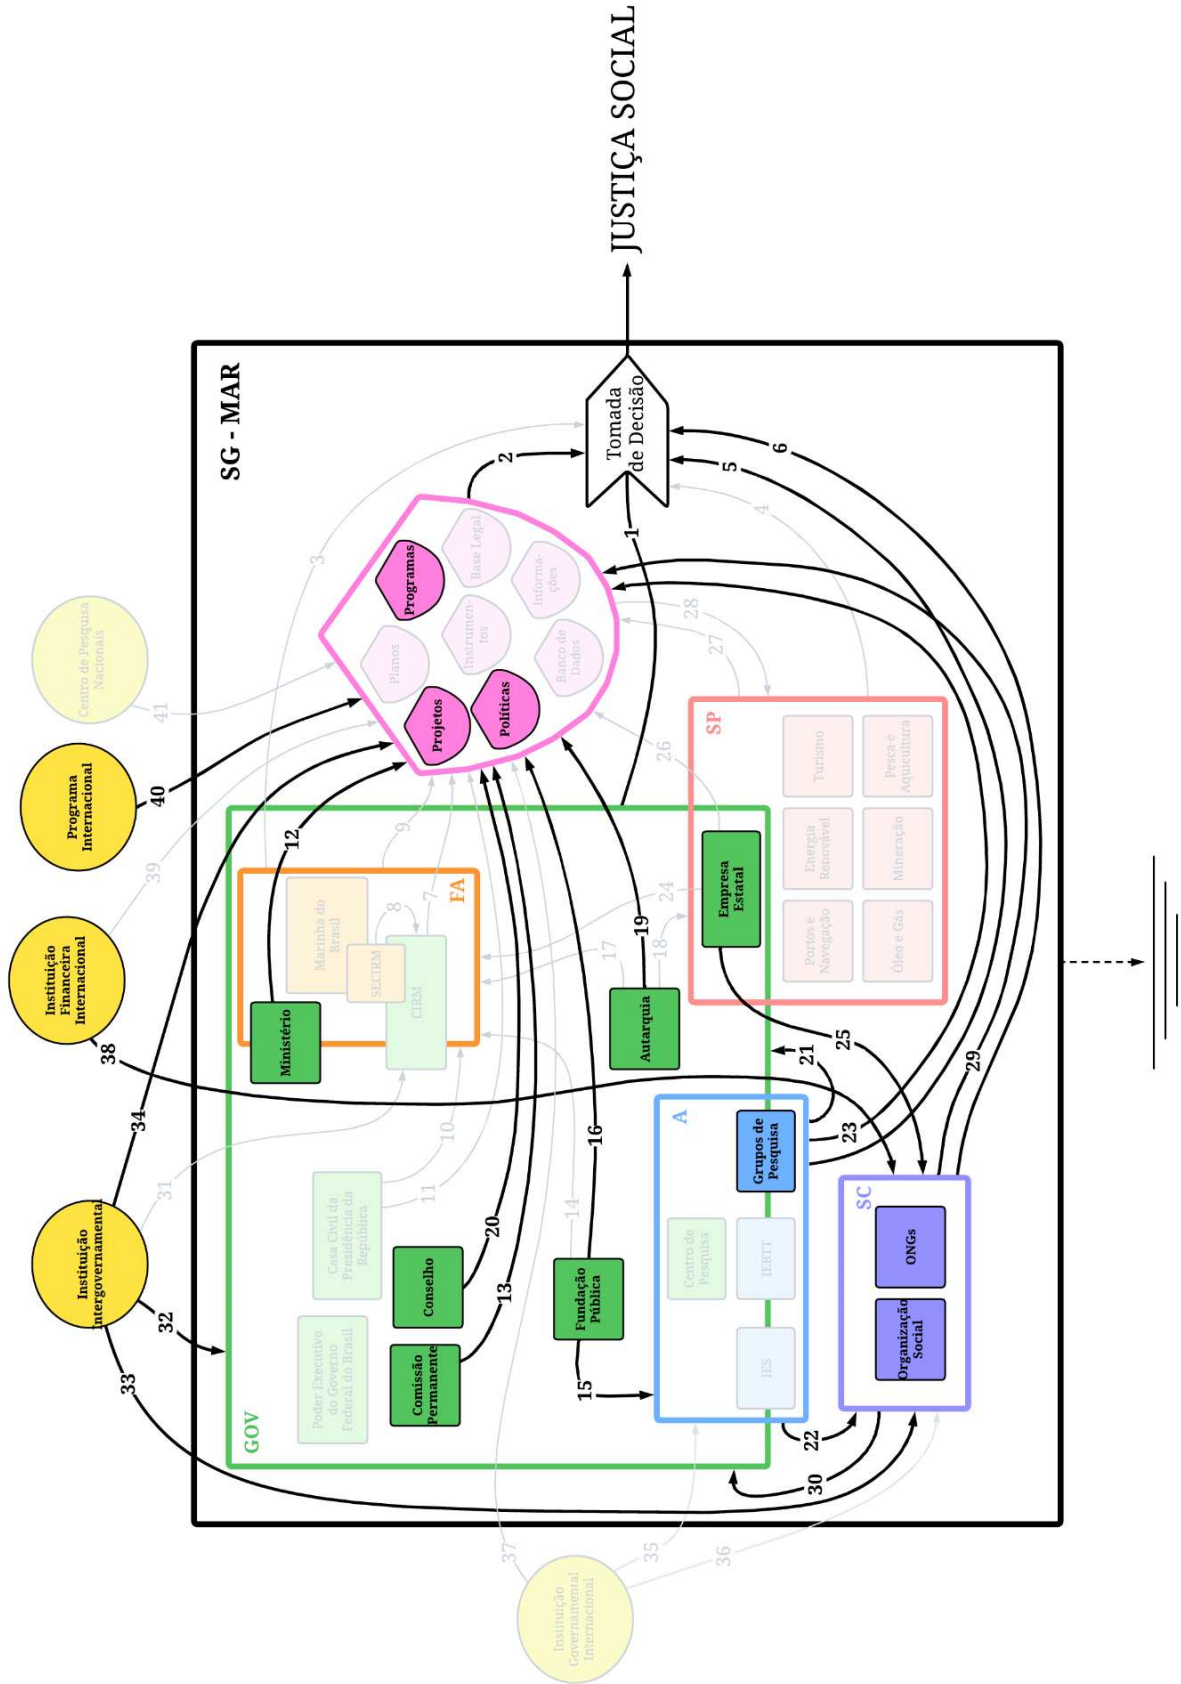 Centro de Pesquisa
Nacionais
Programa
Internacional
Instituição
Financeira
Internacional
Instituição
Intergovernamental
Instituição
Governamental
Internacional
41
40
39
38
34
31
32
33
37
35
36
SG - MAR
GOV
Poder Executivo
do Governo
Federal do Brasil
Casa Civil da
Presidência da
República
Comissão
Permanente
Conselho
Fundação
Pública
Ministério
Autarquia
FA
Marinha do
Brasil
SECIRM
CIRM
12
8
7
9
10
11
20
13
14
16
15
17
18
19
24
A
Centro de
Pesquisa
IES
IEBTT
Grupos de
Pesquisa
21
22
23
25
SP
Empresa
Estatal
Portos e
Navegação
Energia
Renovável
Turismo
Óleo e Gás
Mineração
Pesca e
Aquicultura
26
27
28
SC
Organização
Social
ONGs
29
30
Projetos
Políticas
Planos
Programas
Instrumen-
tos
Banco de
Dados
Base Legal
Informa-
ções
3
2
1
4
5
6
Tomada
de Decisão
JUSTIÇA SOCIAL